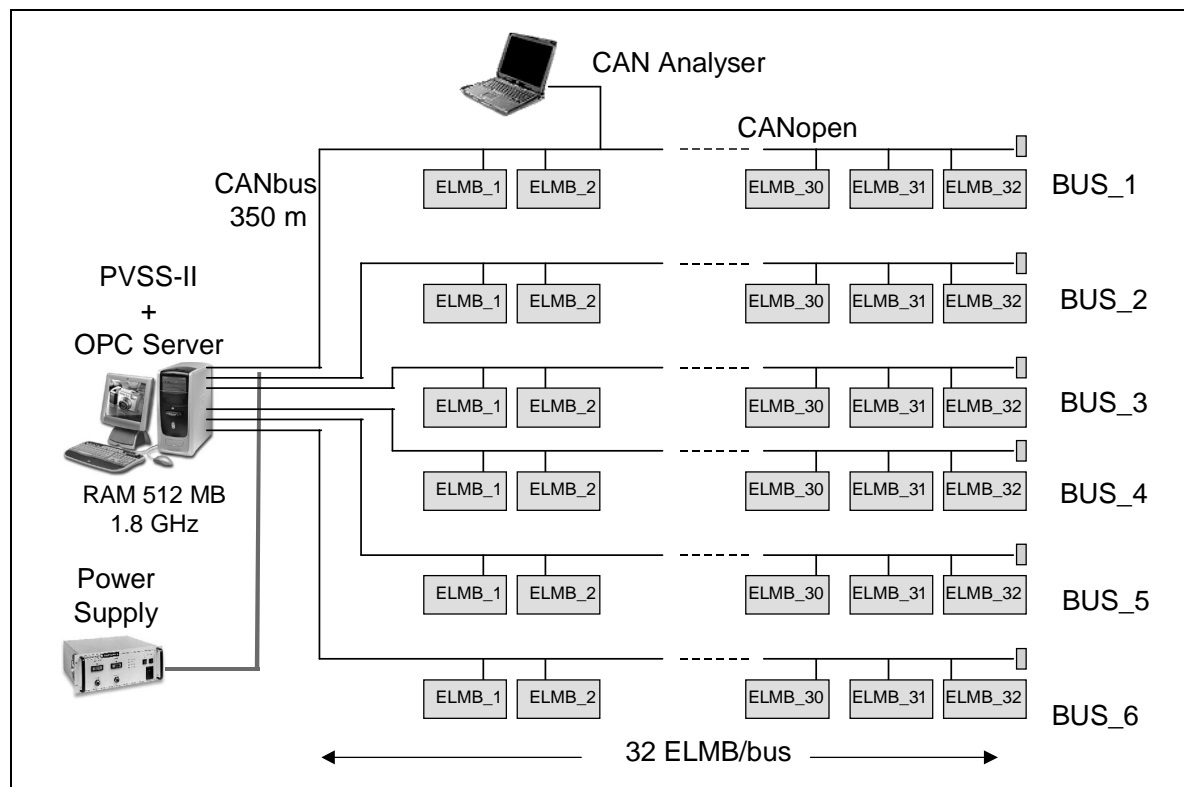 CAN Analyser
CANopen
CANbus
350 m
ELMB_1
ELMB_2
ELMB_30
ELMB_31
ELMB_32
BUS_1
PVSS-II
+
OPC Server
ELMB_1
ELMB_2
ELMB_30
ELMB_31
ELMB_32
BUS_2
ELMB_1
ELMB_2
ELMB_30
ELMB_31
ELMB_32
BUS_3
RAM 512 MB
1.8 GHz
ELMB_1
ELMB_2
ELMB_30
ELMB_31
ELMB_32
BUS_4
Power
Supply
ELMB_1
ELMB_2
ELMB_30
ELMB_31
ELMB_32
BUS_5
ELMB_1
ELMB_2
ELMB_30
ELMB_31
ELMB_32
BUS_6
32 ELMB/bus